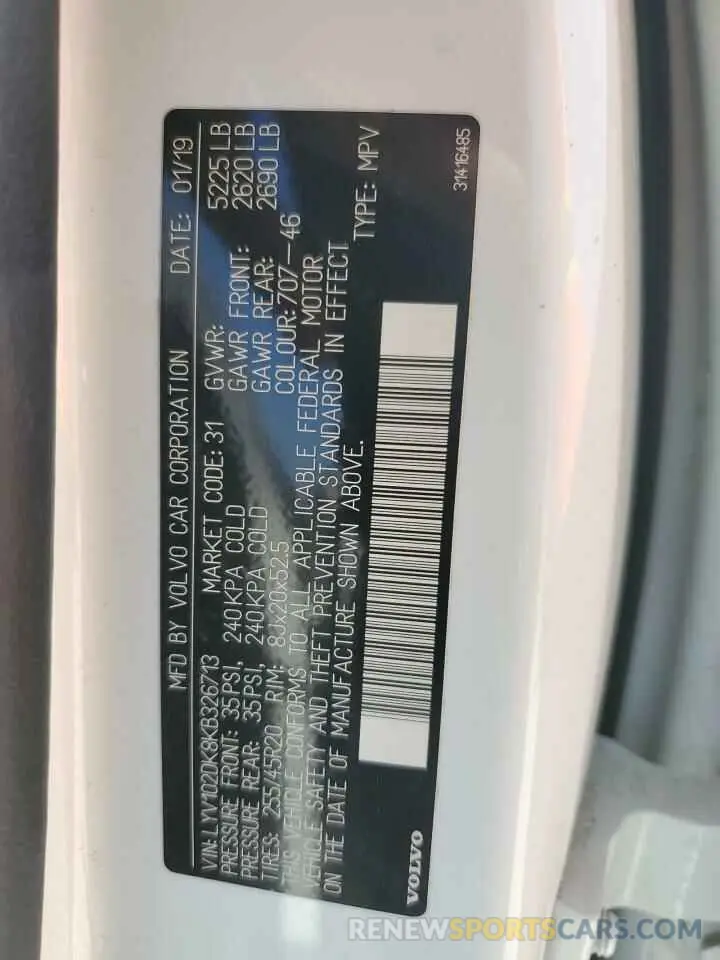 MFD BY VOLVO CAR CORPORATION DATE: 01/19
VIN: LYV102DK8KB326713 MARKET CODE: 31 GVWR: 5225 LB
PRESSURE FRONT: 35PSI, 240KPA COLD GAWR FRONT: 2620 LB
PRESSURE REAR: 35PSI, 240KPA COLD GAWR REAR: 2690 LB
TIRES: 255/45R20 RIM: 8Jx20x52.5 COLOUR: 707—46
THIS VEHICLE CONFORMS TO ALL APPLICABLE FEDERAL MOTOR
VEHICLE SAFETY AND THEFT PREVENTION STANDARDS IN EFFECT
ON THE DATE OF MANUFACTURE SHOWN ABOVE.
TYPE: MPV
VOLVO
31416485
RENEWSPORTSCARS.COM